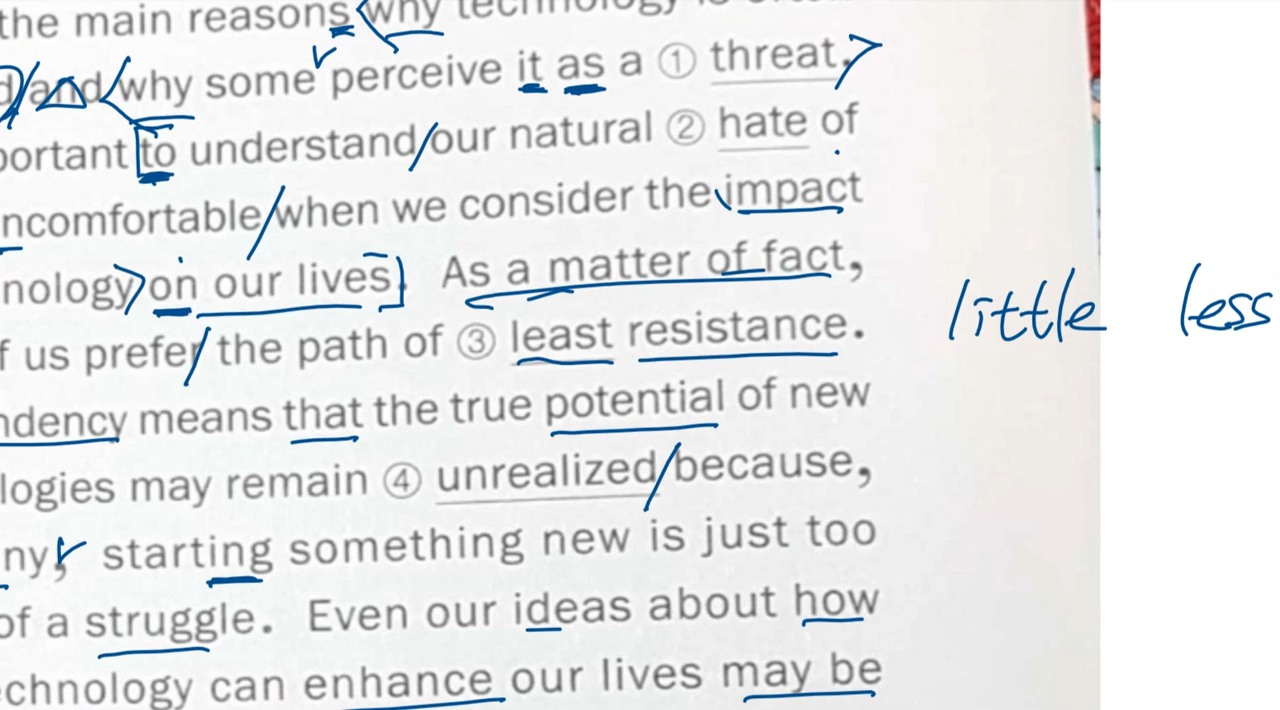 the main reasons why technology is
and why some perceive it as a ① threat.
to understand our natural ② hate of
ncomfortable when we consider the impact
nology on our lives. As a matter of fact,
f us prefer the path of ③ least resistance.
little less
ndency means that the true potential of new
logies may remain ④ unrealized because,
ny, starting something new is just too
of a struggle. Even our ideas about how
chnology can enhance our lives may be